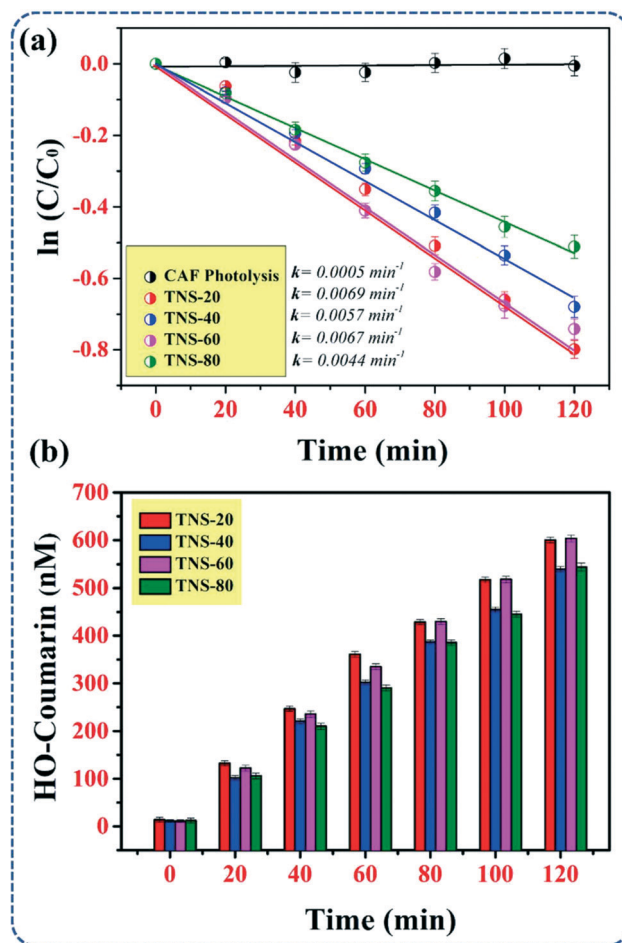 (a)
0.0
-0.2
-0.4
-0.6
-0.8
ln (C/C₀)
CAF Photolysis k= 0.0005 min⁻¹
TNS-20 k= 0.0069 min⁻¹
TNS-40 k= 0.0057 min⁻¹
TNS-60 k= 0.0067 min⁻¹
TNS-80 k= 0.0044 min⁻¹
0 20 40 60 80 100 120
Time (min)
(b)
700
600
500
400
300
200
100
0
HO-Coumarin (nM)
TNS-20
TNS-40
TNS-60
TNS-80
0 20 40 60 80 100 120
Time (min)